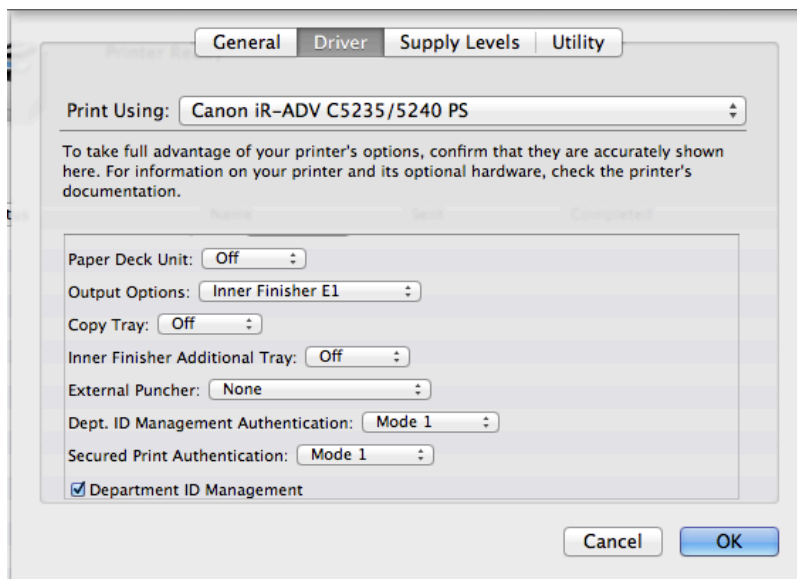 General Driver Supply Levels Utility
Print Using: Canon iR-ADV C5235/5240 PS
To take full advantage of your printer's options, confirm that they are accurately shown
here. For information on your printer and its optional hardware, check the printer's
documentation.
Name Sent Completed
Paper Deck Unit: Off
Output Options: Inner Finisher E1
Copy Tray: Off
Inner Finisher Additional Tray: Off
External Puncher: None
Dept. ID Management Authentication: Mode 1
Secured Print Authentication: Mode 1
Department ID Management
Cancel OK